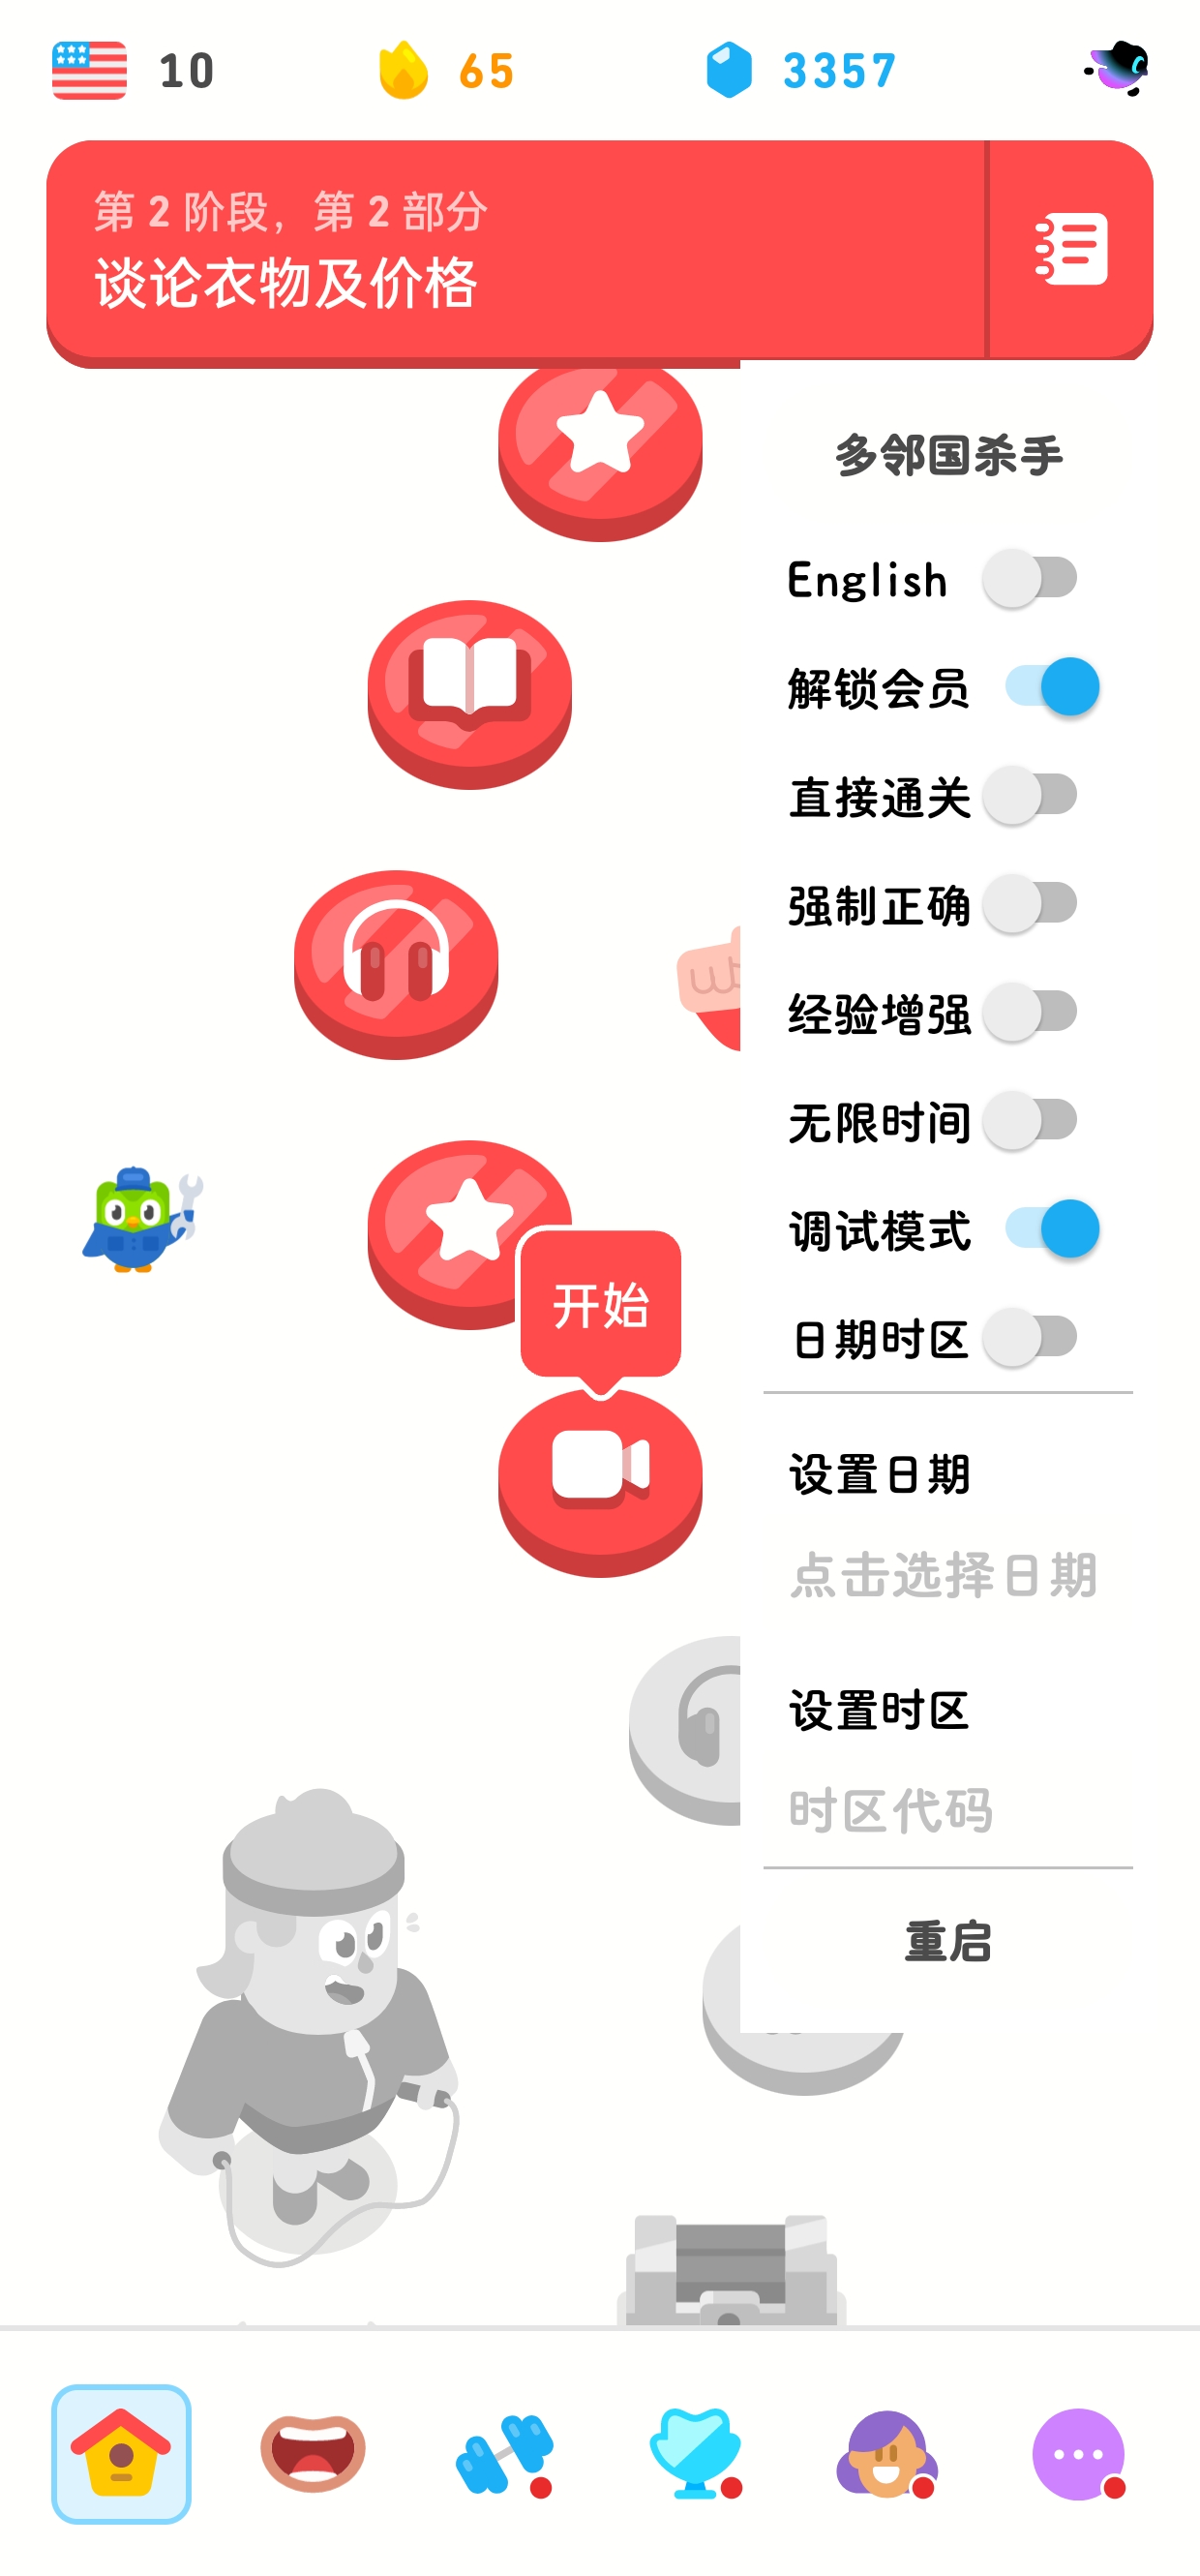 10
65
3357
第 2 阶段，第 2 部分
谈论衣物及价格
多邻国杀手
English
解锁会员
直接通关
强制正确
经验增强
无限时间
调试模式
开始
日期时区
设置日期
点击选择日期
设置时区
时区代码
重启